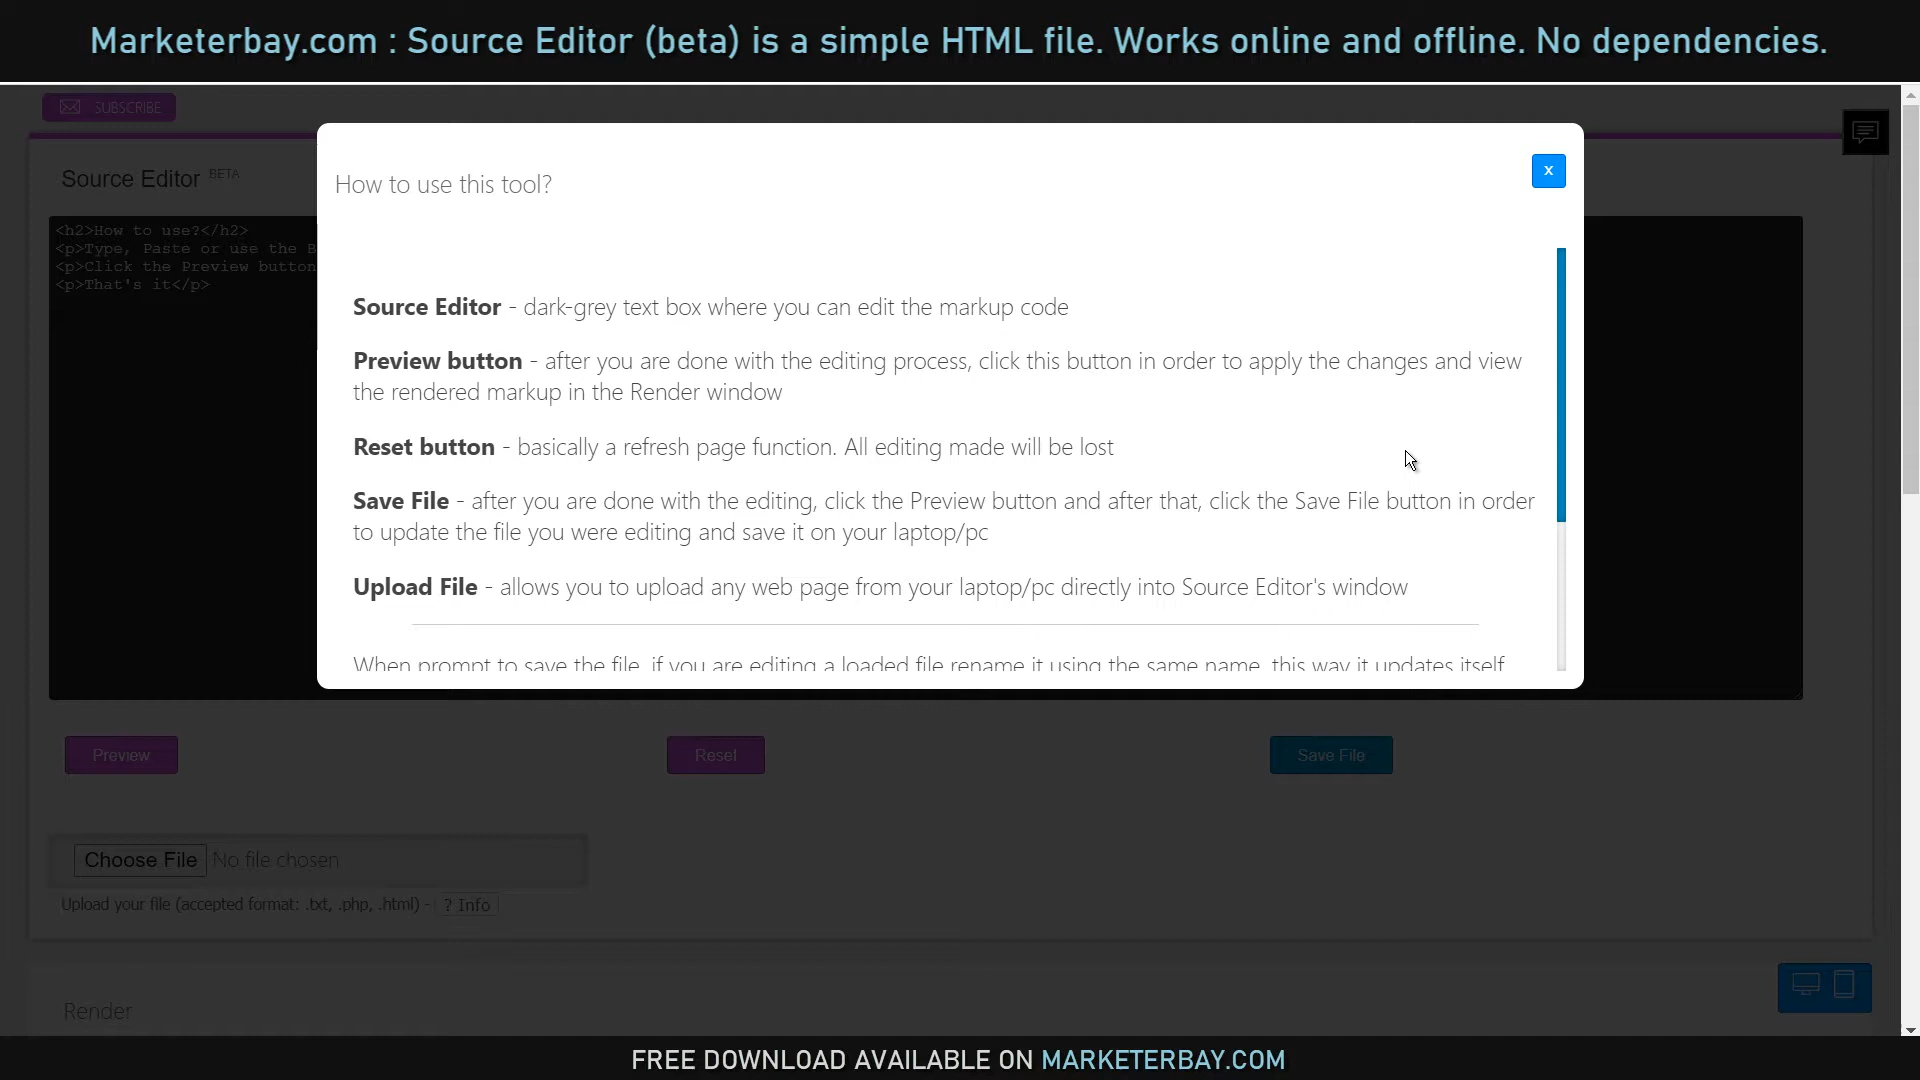 Marketerbay.com : Source Editor (beta) is a simple HTML file. Works online and offline. No dependencies.
SUBSCRIBE
Source Editor BETA
<h2>How to use?</h2>
<p>Type, Paste or use the B
<p>Click the Preview button
<p>That's it</p>
How to use this tool?
x
Source Editor - dark-grey text box where you can edit the markup code
Preview button - after you are done with the editing process, click this button in order to apply the changes and view
the rendered markup in the Render window
Reset button - basically a refresh page function. All editing made will be lost
Save File - after you are done with the editing, click the Preview button and after that, click the Save File button in order
to update the file you were editing and save it on your laptop/pc
Upload File - allows you to upload any web page from your laptop/pc directly into Source Editor's window
When prompt to save the file, if you are editing a loaded file rename it using the same name, this way it updates itself
Preview
Reset
Save File
Choose File No file chosen
Upload your file (accepted format: .txt, .php, .html) - ? Info
Render
FREE DOWNLOAD AVAILABLE ON MARKETERBAY.COM